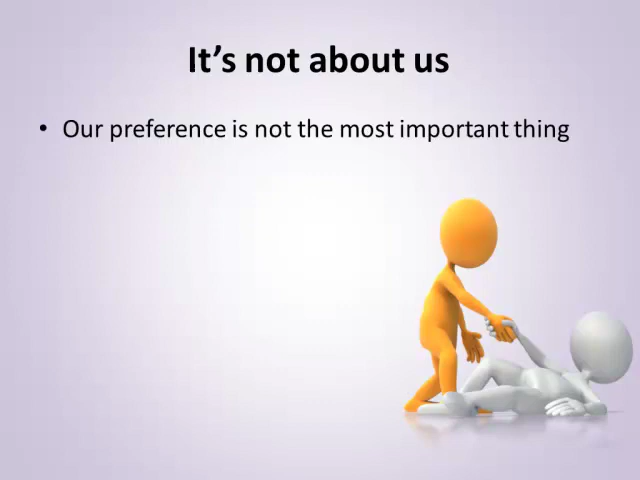 It’s not about us
• Our preference is not the most important thing